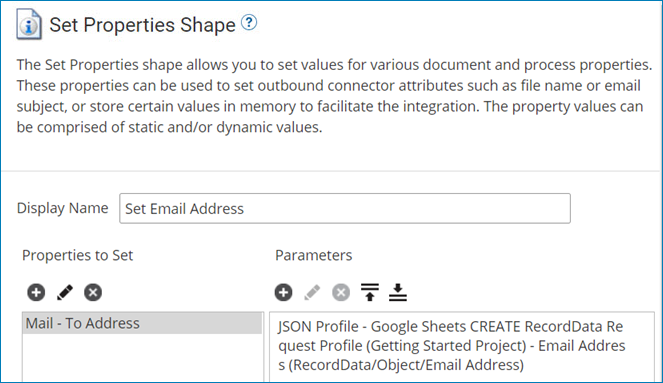 Set Properties Shape ?
The Set Properties shape allows you to set values for various document and process properties.
These properties can be used to set outbound connector attributes such as file name or email
subject, or store certain values in memory to facilitate the integration. The property values can
be comprised of static and/or dynamic values.
Display Name Set Email Address
Properties to Set Parameters
Mail - To Address
JSON Profile - Google Sheets CREATE RecordData Re
quest Profile (Getting Started Project) - Email Addres
s (RecordData/Object/Email Address)